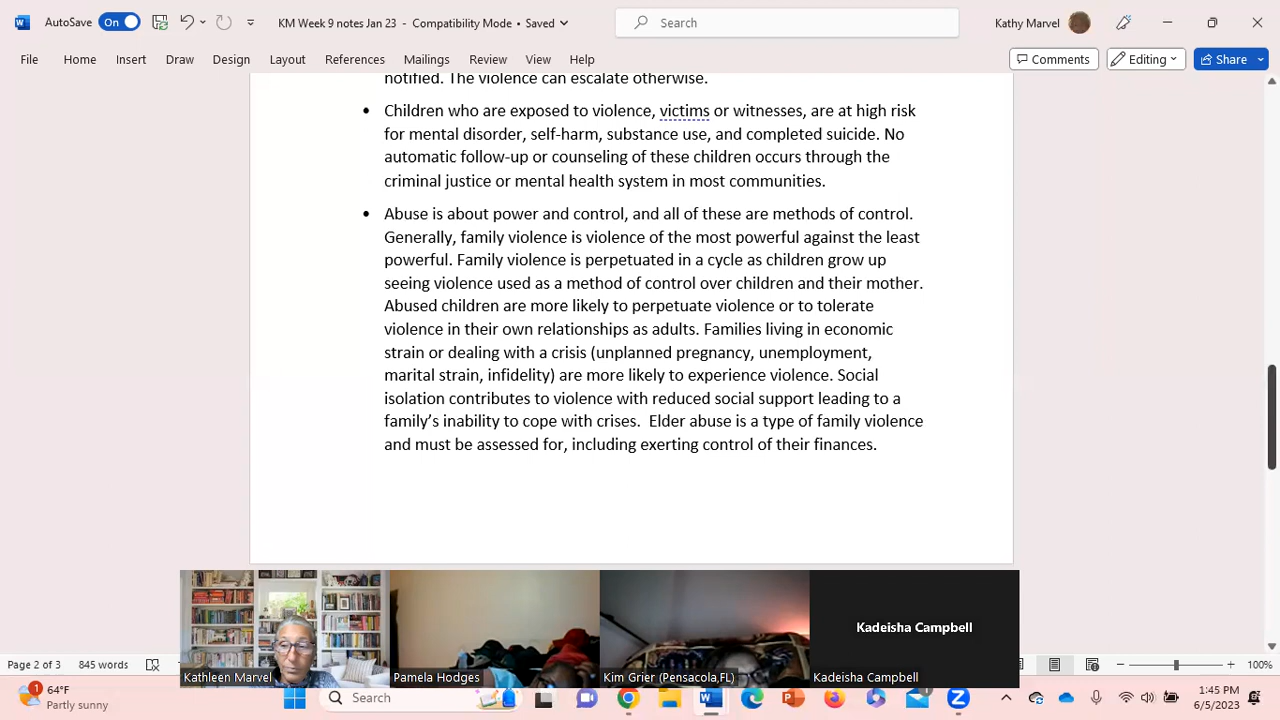 AutoSave On KM Week 9 notes Jan 23 - Compatibility Mode • Saved Search Kathy Marvel
File Home Insert Draw Design Layout References Mailings Review View Help Comments Editing Share
notified. The violence can escalate otherwise.
• Children who are exposed to violence, victims or witnesses, are at high risk
for mental disorder, self-harm, substance use, and completed suicide. No
automatic follow-up or counseling of these children occurs through the
criminal justice or mental health system in most communities.
• Abuse is about power and control, and all of these are methods of control.
Generally, family violence is violence of the most powerful against the least
powerful. Family violence is perpetuated in a cycle as children grow up
seeing violence used as a method of control over children and their mother.
Abused children are more likely to perpetuate violence or to tolerate
violence in their own relationships as adults. Families living in economic
strain or dealing with a crisis (unplanned pregnancy, unemployment,
marital strain, infidelity) are more likely to experience violence. Social
isolation contributes to violence with reduced social support leading to a
family’s inability to cope with crises.  Elder abuse is a type of family violence
and must be assessed for, including exerting control of their finances.
Kadeisha Campbell
Page 2 of 3 845 words 100%
Kathleen Marvel Pamela Hodges Kim Grier (Pensacola,FL) Kadeisha Campbell
64°F
Partly sunny
Search
1:45 PM
6/5/2023